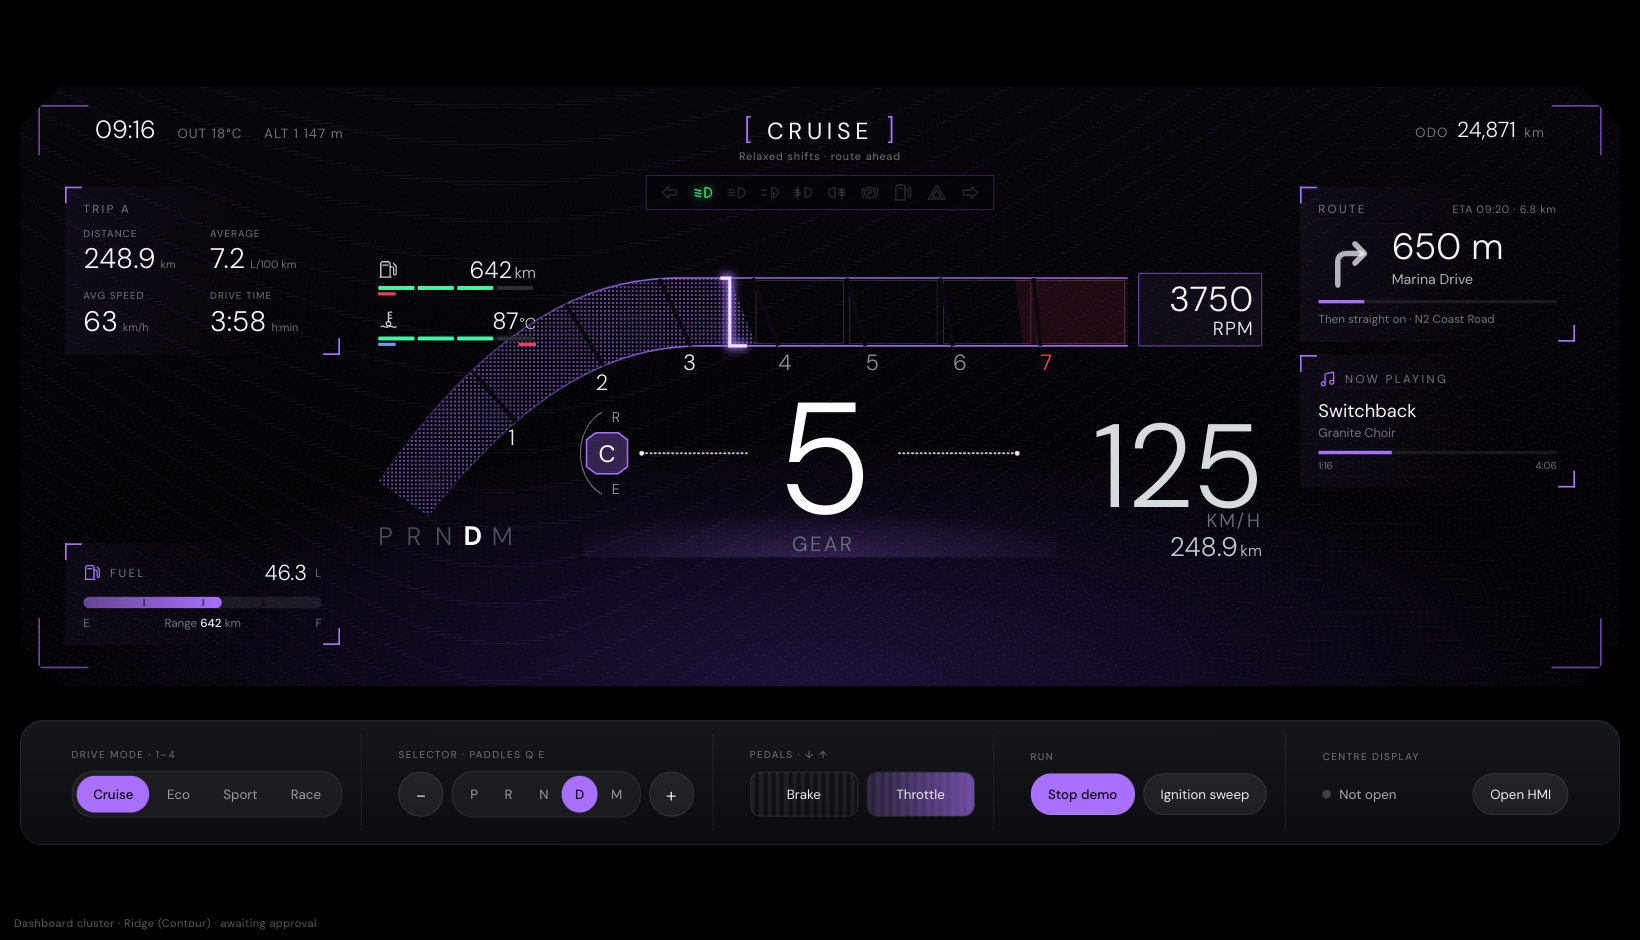 09:16 OUT 18°C ALT 1 147 m
[ CRUISE ]
Relaxed shifts · route ahead
ODO 24,871 km
TRIP A
DISTANCE AVERAGE
248.9 km 7.2 L/100 km
AVG SPEED DRIVE TIME
63 km/h 3:58 h:min
642 km
87°C
1 2 3 4 5 6 7
3750
RPM
ROUTE ETA 09:20 · 6.8 km
650 m
Marina Drive
Then straight on · N2 Coast Road
NOW PLAYING
Switchback
Granite Choir
1:16 4:06
R
C
E
5
GEAR
125
KM/H
248.9 km
P R N D M
FUEL 46.3 L
E Range 642 km F
DRIVE MODE · 1–4
Cruise Eco Sport Race
SELECTOR · PADDLES Q E
− P R N D M +
PEDALS · ↓ ↑
Brake Throttle
RUN
Stop demo Ignition sweep
CENTRE DISPLAY
Not open Open HMI
Dashboard cluster · Ridge (Contour) · awaiting approval